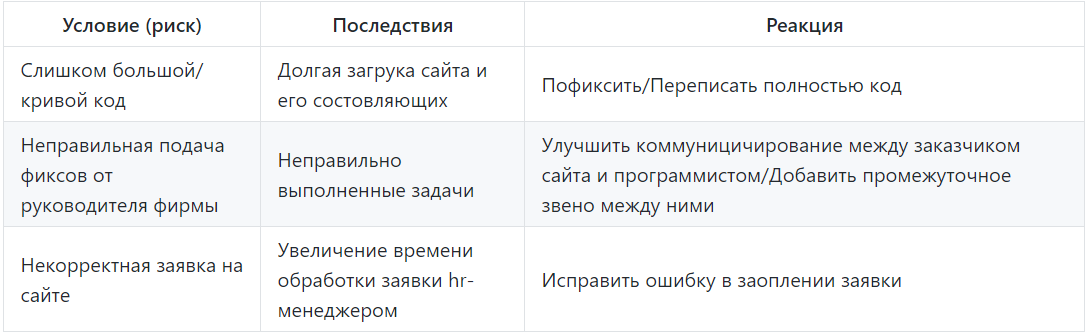 Условие (риск)
Последствия
Реакция
Слишком большой/
кривой код
Долгая загрука сайта и
его состовляющих
Пофиксить/Переписать полностью код
Неправильная подача
фиксов от
руководителя фирмы
Неправильно
выполненные задачи
Улучшить коммуницичирование между заказчиком
сайта и программистом/Добавить промежуточное
звено между ними
Некорректная заявка на
сайте
Увеличение времени
обработки заявки hr-
менеджером
Исправить ошибку в заоплении заявки